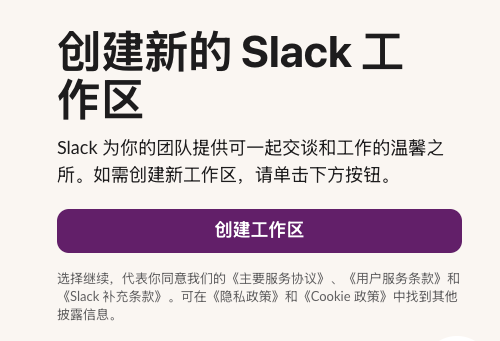 创建新的 Slack 工
作区
Slack 为你的团队提供可一起交谈和工作的温馨之
所。如需创建新工作区，请单击下方按钮。
创建工作区
选择继续，代表你同意我们的《主要服务协议》、《用户服务条款》和
《Slack 补充条款》。可在《隐私政策》和《Cookie 政策》中找到其他
披露信息。